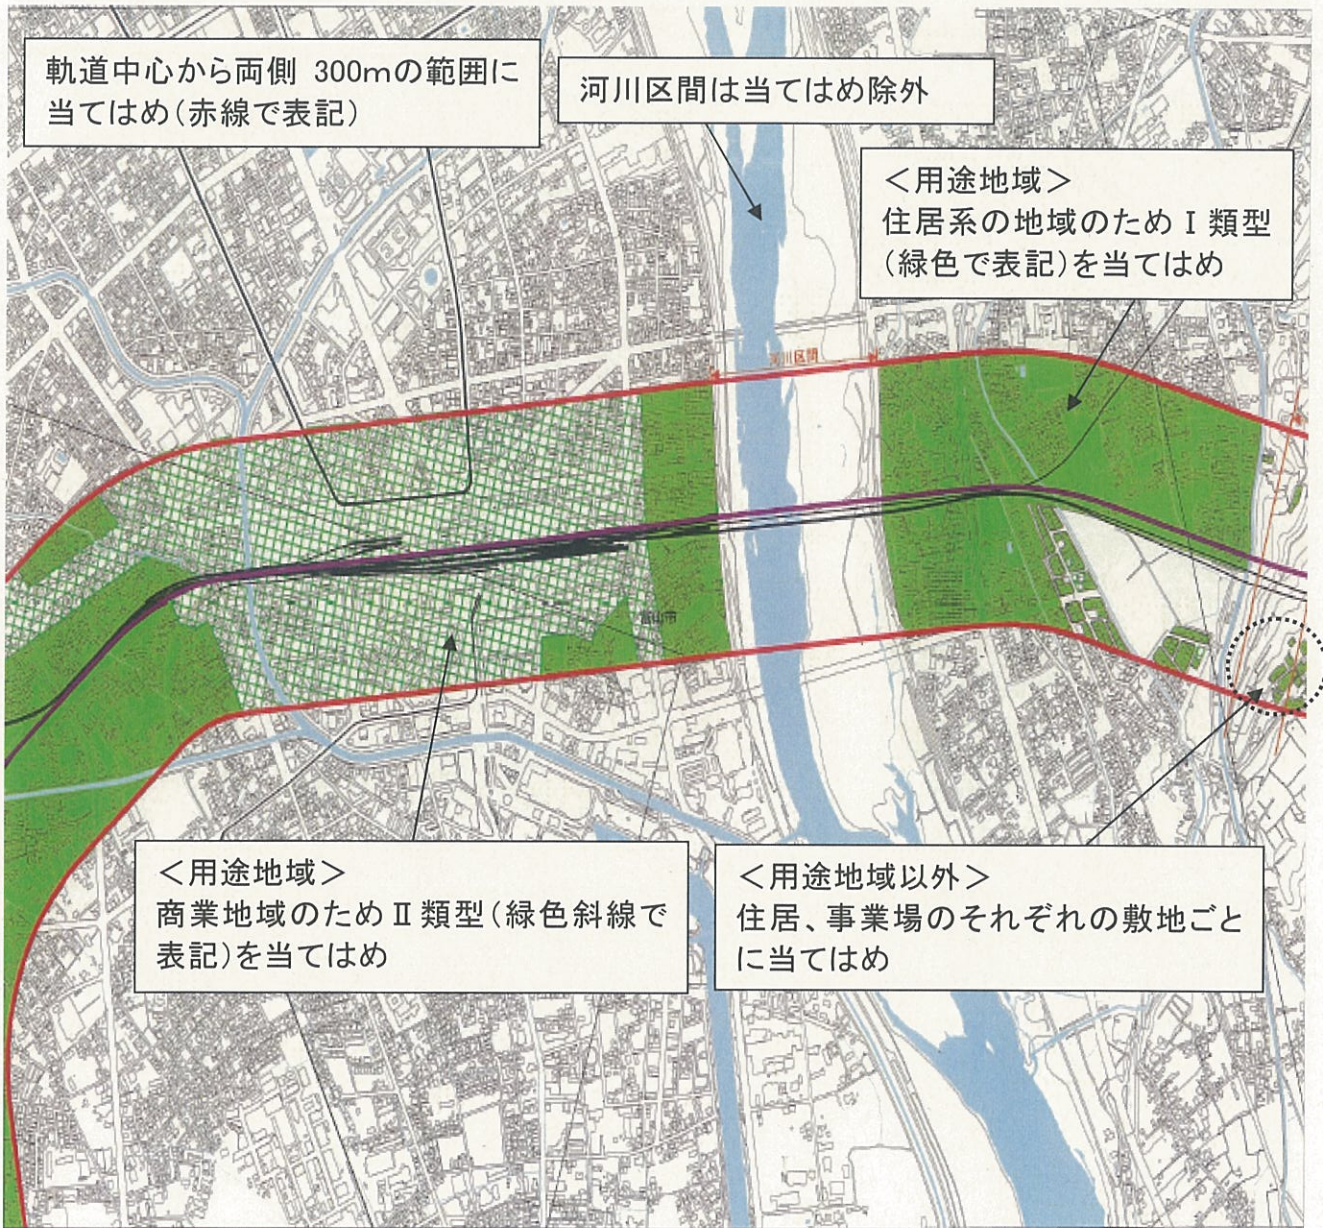 軌道中心から両側 300mの範囲に
当てはめ(赤線で表記)
河川区間は当てはめ除外
<用途地域>
住居系の地域のためⅠ類型
(緑色で表記)を当てはめ
河川区間
富山市
<用途地域>
商業地域のためⅡ類型(緑色斜線で
表記)を当てはめ
<用途地域以外>
住居、事業場のそれぞれの敷地ごと
に当てはめ